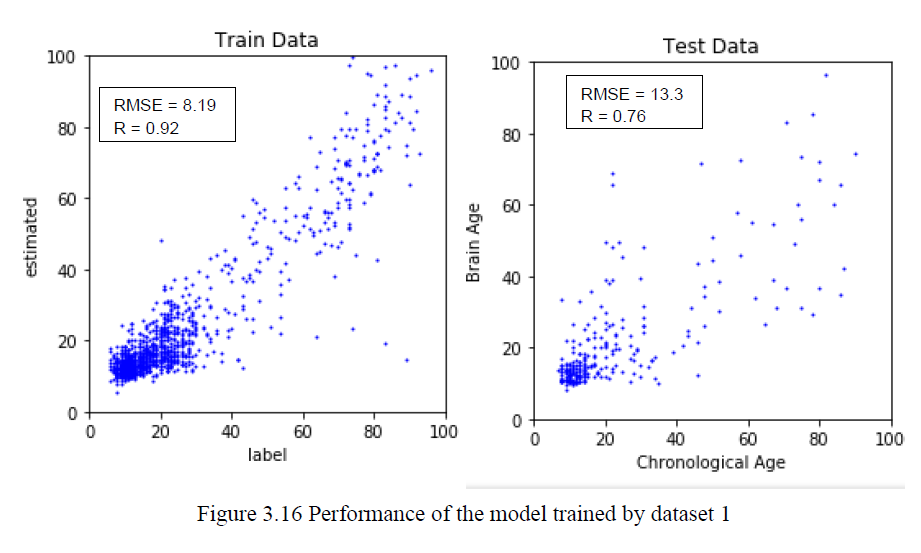 Train Data
RMSE = 8.19
R = 0.92
estimated
100
80
60
40
20
0
0 20 40 60 80 100
label
Test Data
RMSE = 13.3
R = 0.76
Brain Age
100
80
60
40
20
0
0 20 40 60 80 100
Chronological Age
Figure 3.16 Performance of the model trained by dataset 1